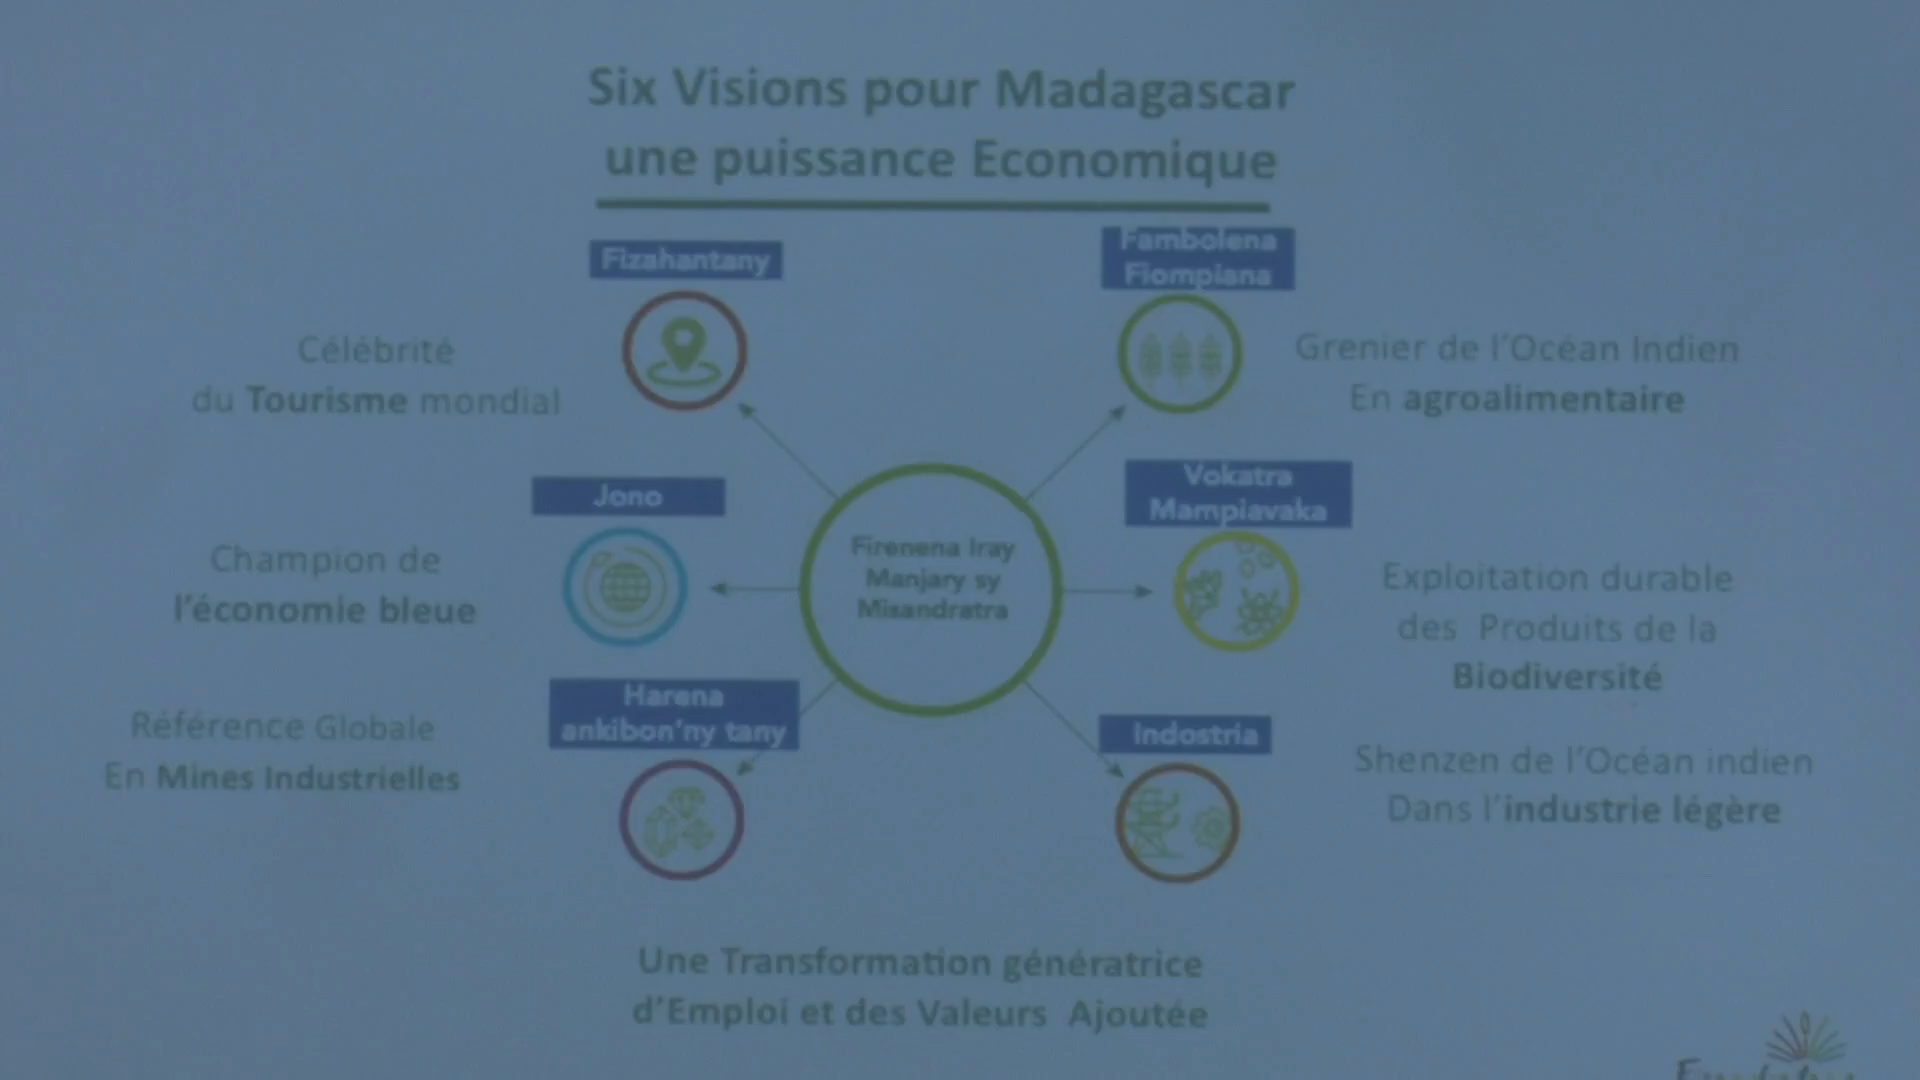 Six Visions pour Madagascar
une puissance Economique
Fizahantany
Célébrité
du Tourisme mondial
Fambolena
Fiompiana
Grenier de l'Océan Indien
En agroalimentaire
Jono
Champion de
l'économie bleue
Firenena Iray
Manjary sy
Misandratra
Vokatra
Mampiavaka
Exploitation durable
des Produits de la
Biodiversité
Harena
ankibon'ny tany
Référence Globale
En Mines Industrielles
Indostria
Shenzen de l'Océan indien
Dans l'industrie légère
Une Transformation génératrice
d'Emploi et des Valeurs Ajoutée